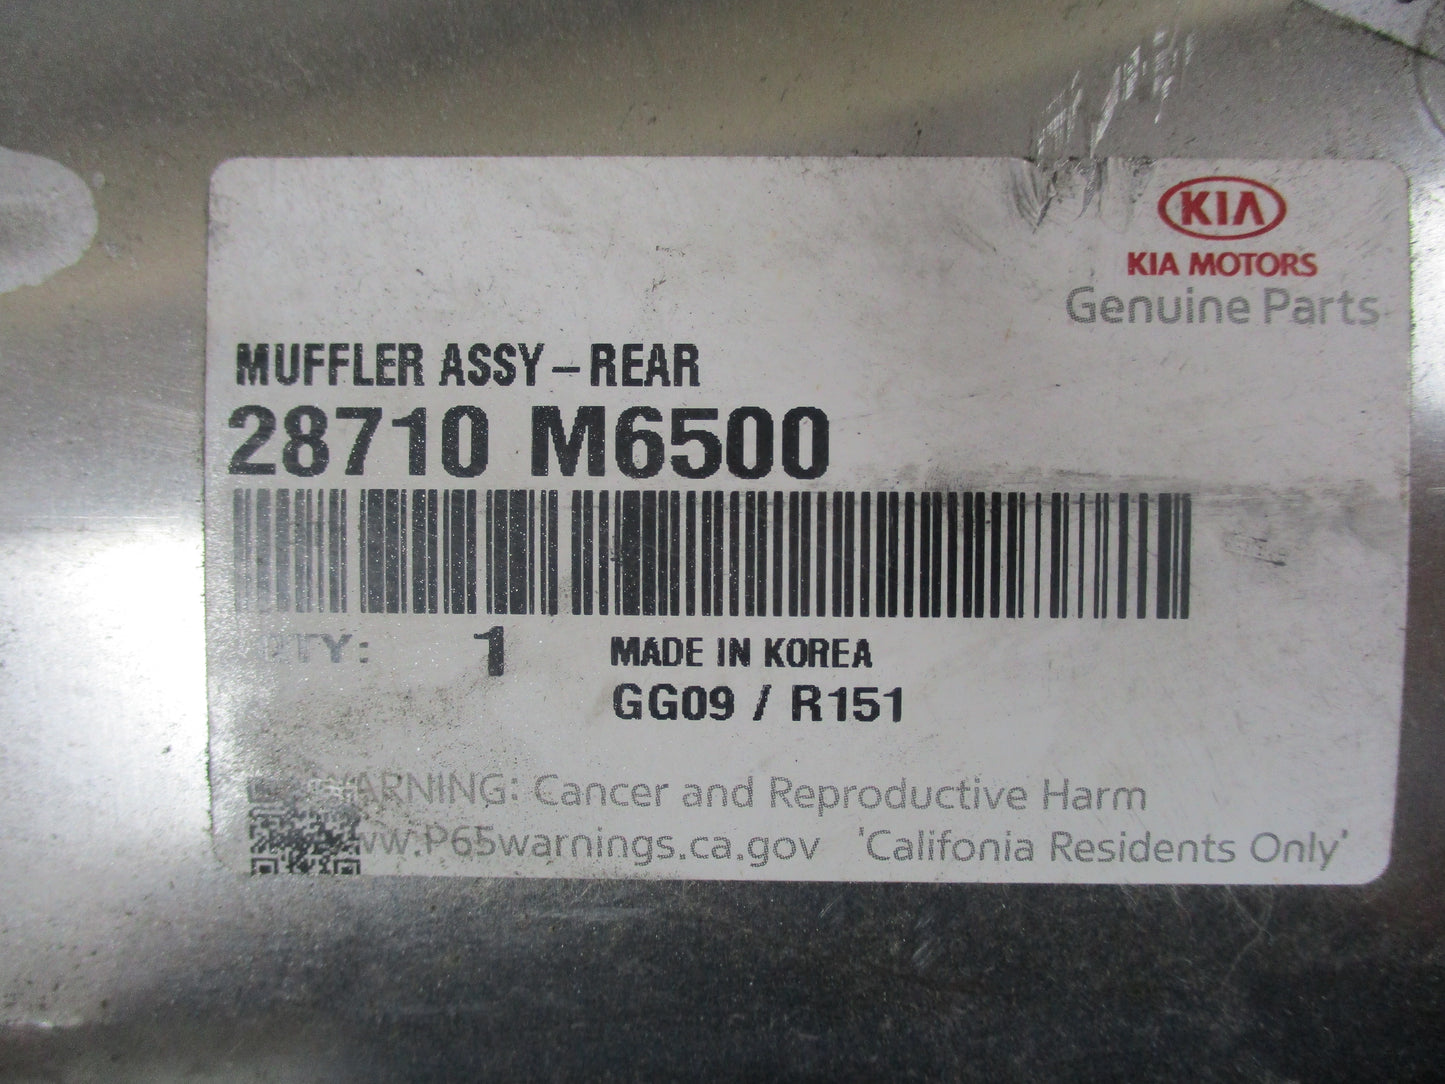 KIA
KIA MOTORS
Genuine Parts
MUFFLER ASSY-REAR
28710 M6500
QTY: 1
MADE IN KOREA
GG09 / R151
WARNING: Cancer and Reproductive Harm
www.P65warnings.ca.gov 'Califonia Residents Only'